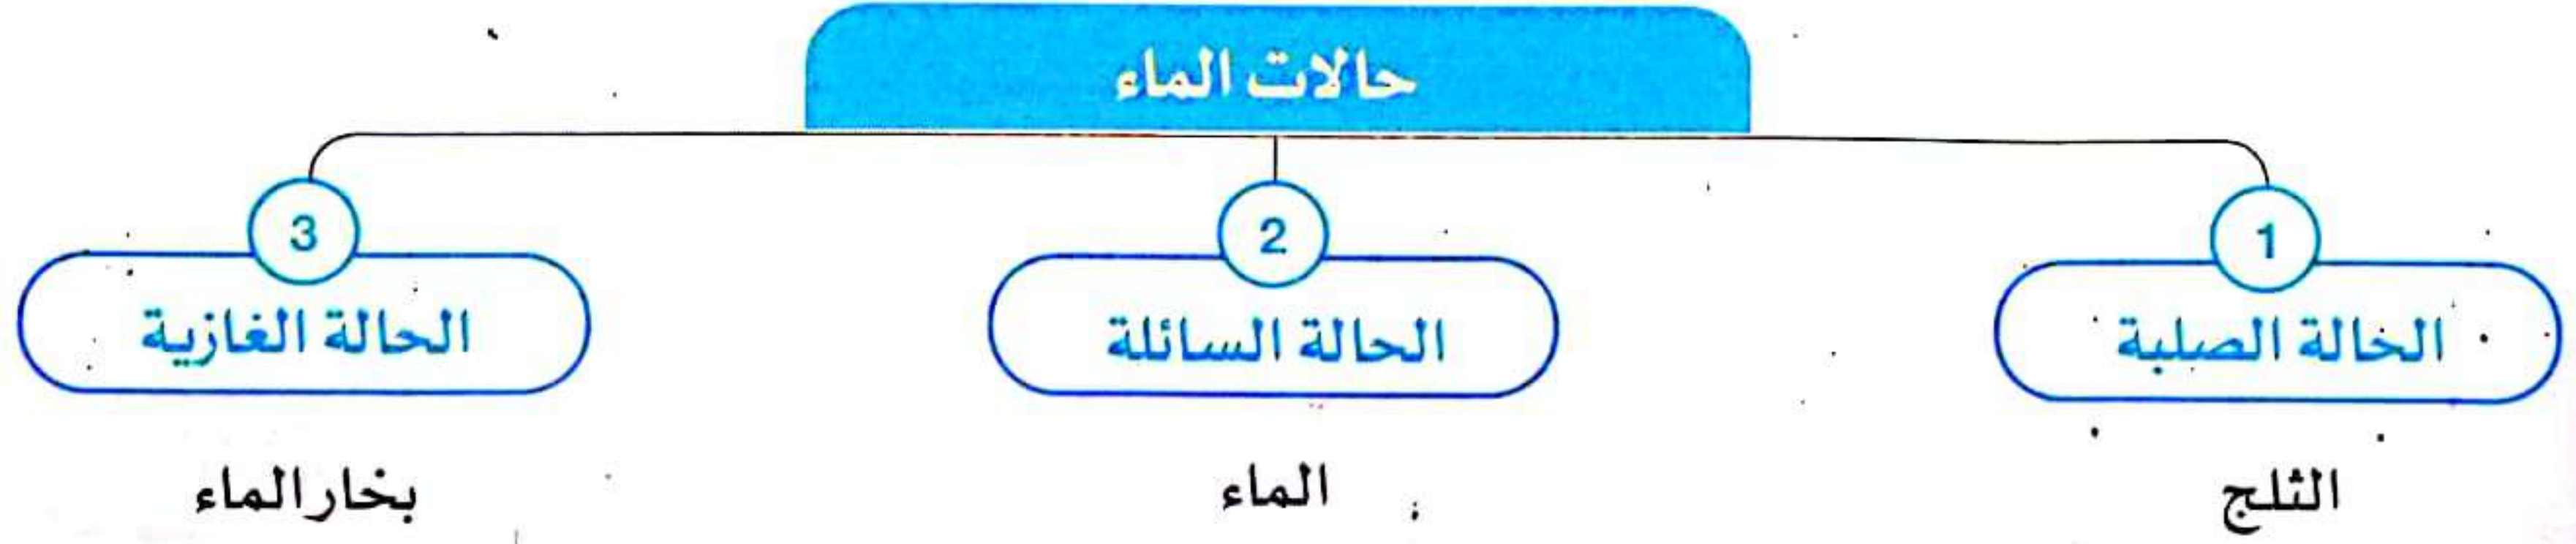 حالات الماء
1
الحالة الصلبة
الثلج
2
الحالة السائلة
الماء
3
الحالة الغازية
بخار الماء